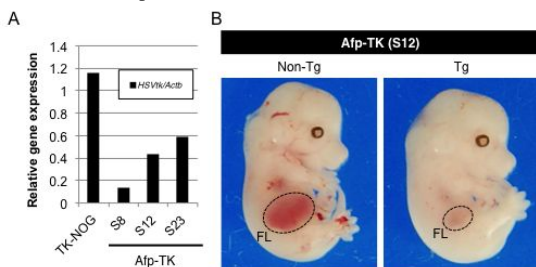 A
Relative gene expression
1.4
1.2
1
0.8
0.6
0.4
0.2
0
HSVtk/Actb
TK-NOG
S8
S12
S23
Afp-TK
B
Afp-TK (S12)
Non-Tg
Tg
FL
FL